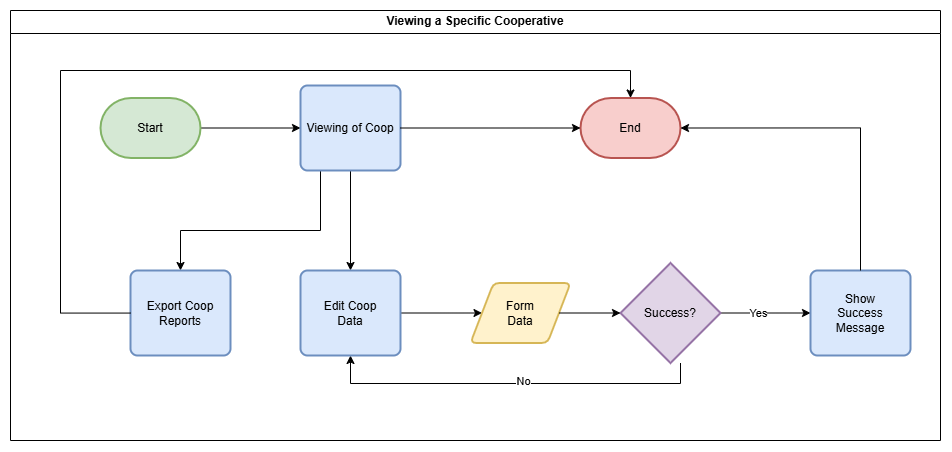 Viewing a Specific Cooperative
Start
Viewing of Coop
End
Export Coop
Reports
Edit Coop
Data
Form
Data
Success?
Yes
Show
Success
Message
No